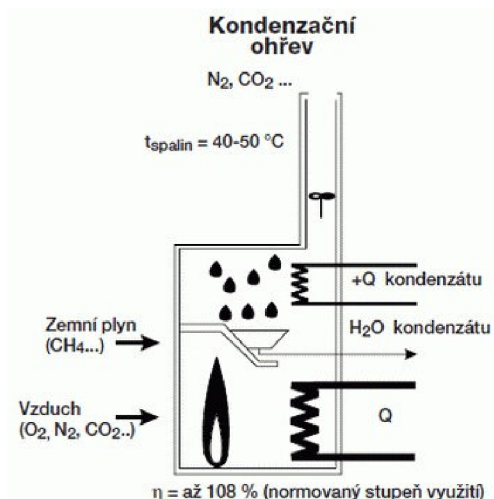 Kondenzační
ohřev
N2, CO2 ...
tspalin = 40-50 °C
+Q kondenzátu
Zemní plyn
(CH4...)
H2O kondenzátu
Vzduch
(O2, N2, CO2..)
Q
η = až 108 % (normovaný stupeň využití)